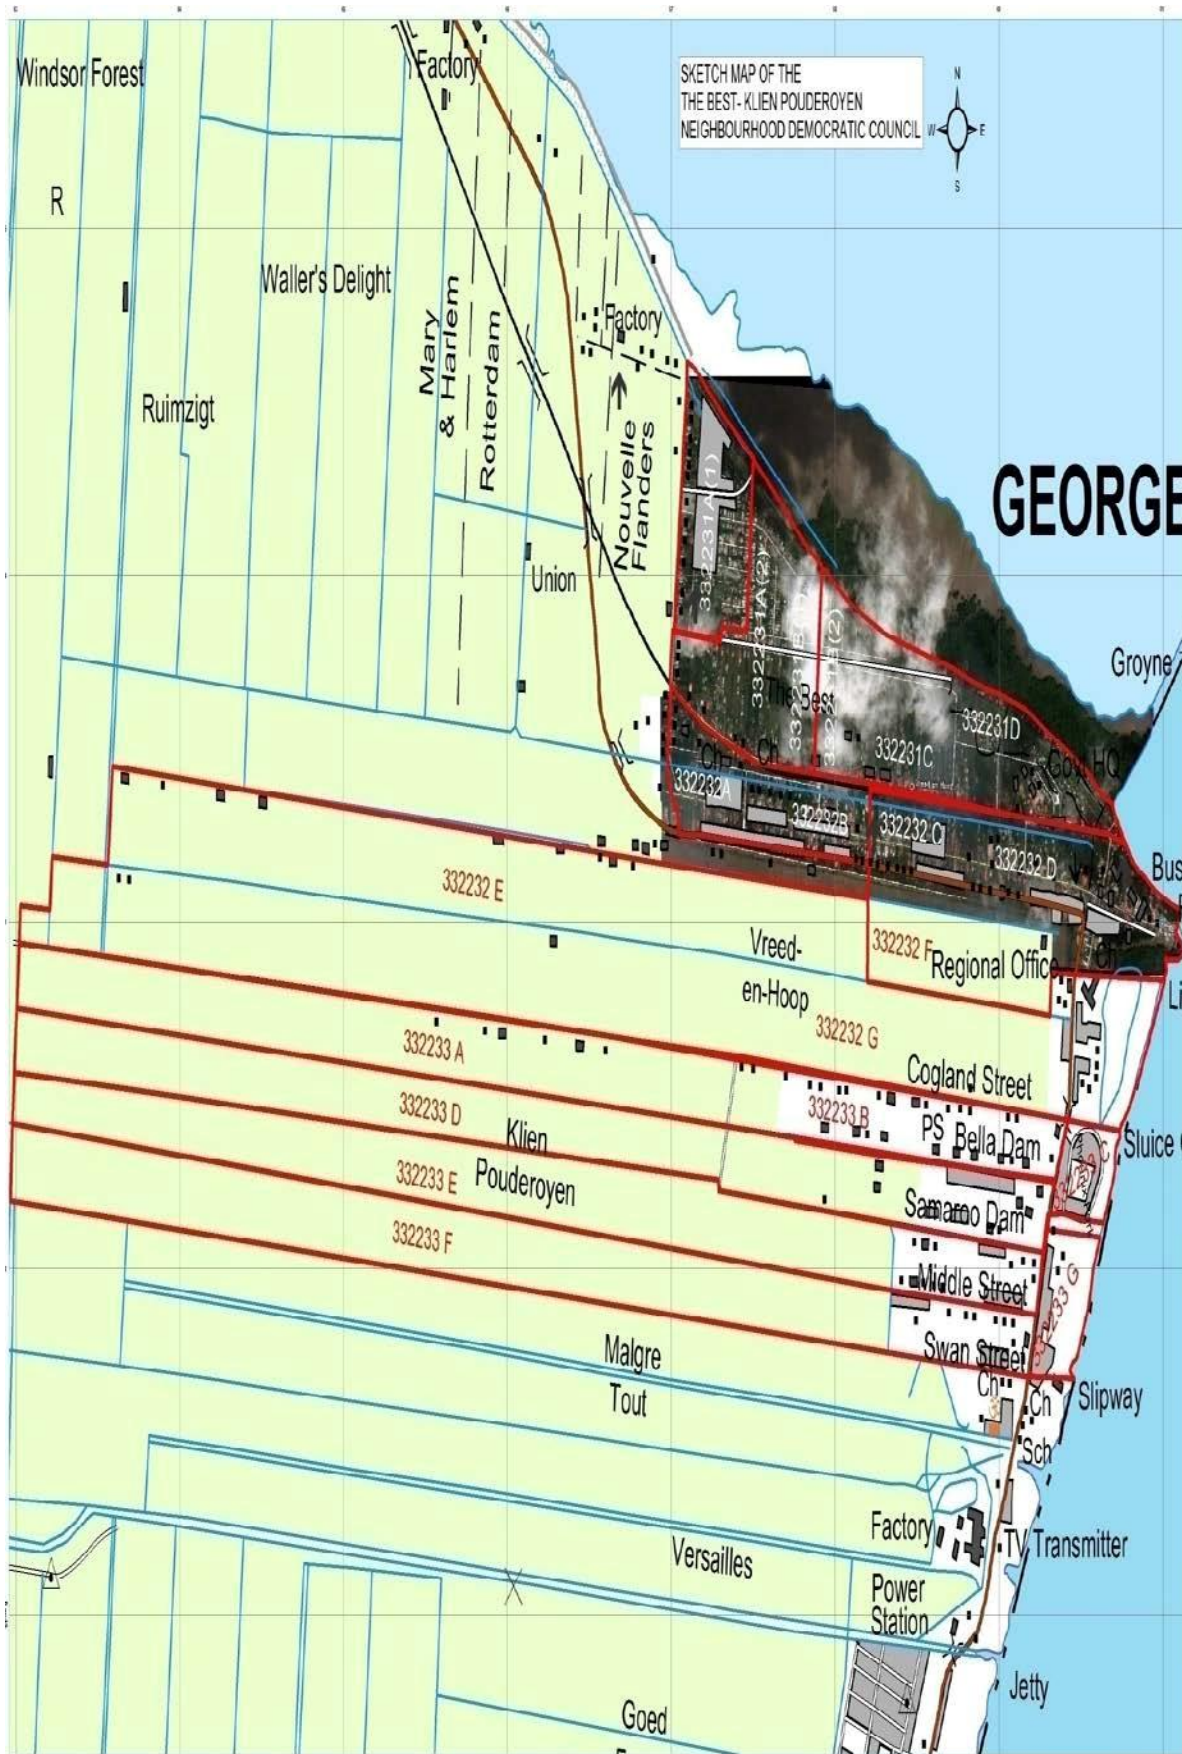 SKETCH MAP OF THE
THE BEST- KLIEN POUDEROYEN
NEIGHBOURHOOD DEMOCRATIC COUNCIL
N
W
E
S
Windsor Forest
Factory
R
Waller's Delight
Mary
& Harlem
Rotterdam
Factory
Ruimzigt
Nouvelle
Flanders
GEORGE
Union
332231A(1)
332231A(2)
Groyne
The Best
332231D
332231C
Govt HQ
Ch
Ch
332232A
332232B
332232 C
332232 D
Bus
332232 E
332232 F
Vreed-
en-Hoop
Regional Office
Ch
Li
332232 G
332233 A
Cogland Street
332233 B
332233 D
Klien
Pouderoyen
PS
Bella Dam
Sluice
332233 E
Samaroo Dam
332233 F
Middle Street
332233 G
Malgre
Tout
Swan Street
Ch
Ch
Slipway
Sch
Factory
TV Transmitter
Versailles
Power
Station
Jetty
Goed